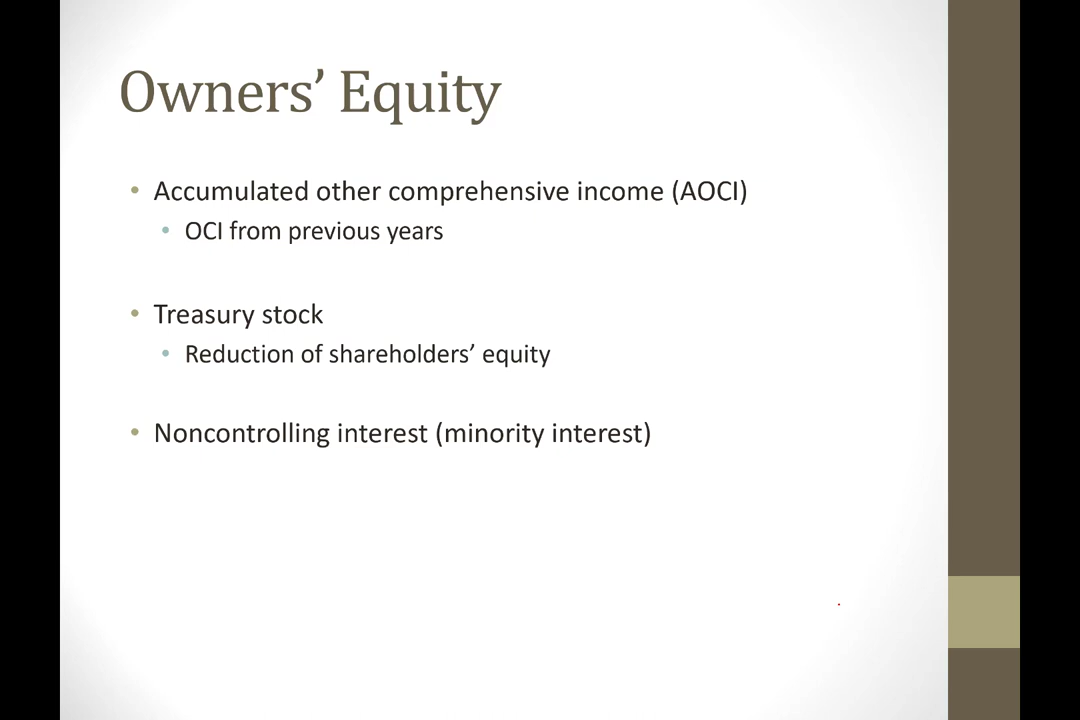 Owners’ Equity
• Accumulated other comprehensive income (AOCI)
• OCI from previous years
• Treasury stock
• Reduction of shareholders’ equity
• Noncontrolling interest (minority interest)